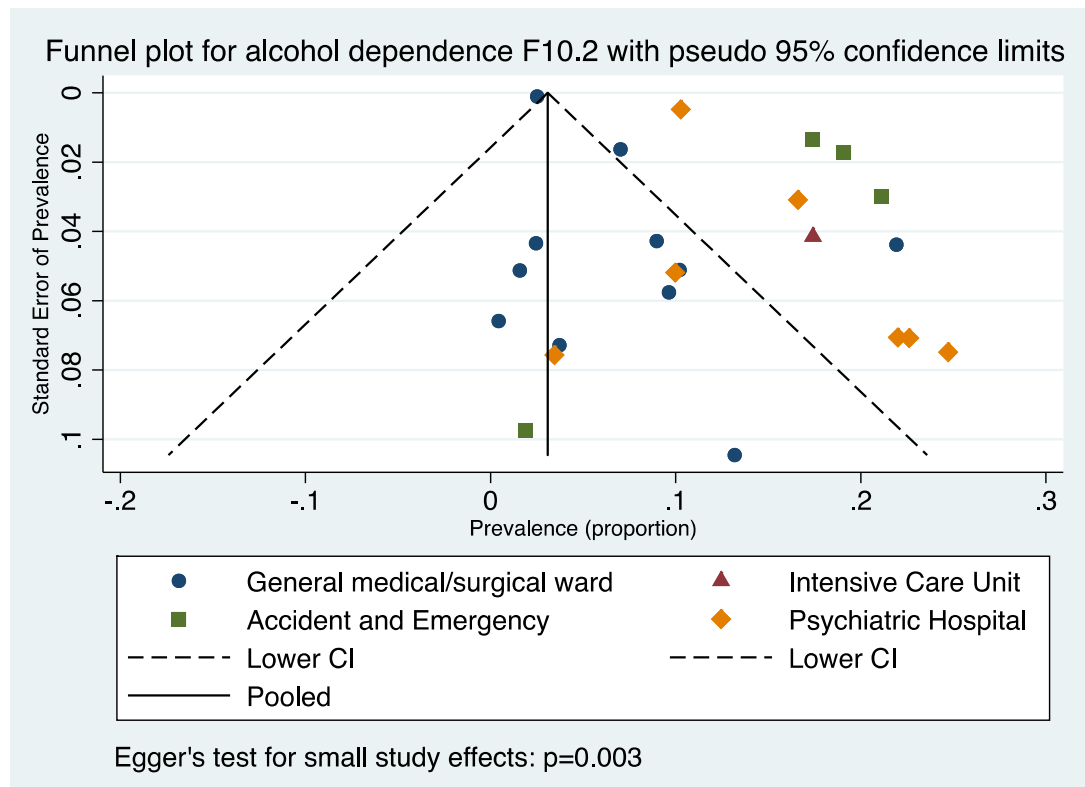 Funnel plot for alcohol dependence F10.2 with pseudo 95% confidence limits
Standard Error of Prevalence
0
.02
.04
.06
.08
.1
-.2 -.1 0 .1 .2 .3
Prevalence (proportion)
General medical/surgical ward Intensive Care Unit
Accident and Emergency Psychiatric Hospital
Lower CI Lower CI
Pooled
Egger's test for small study effects: p=0.003